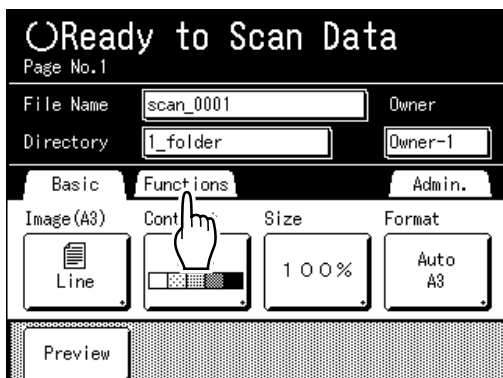 Ready to Scan Data
Page No.1
File Name scan_0001 Owner
Directory 1_folder Owner-1
Basic Functions Admin.
Image(A3) Size Format
Line 100% Auto
A3
Preview